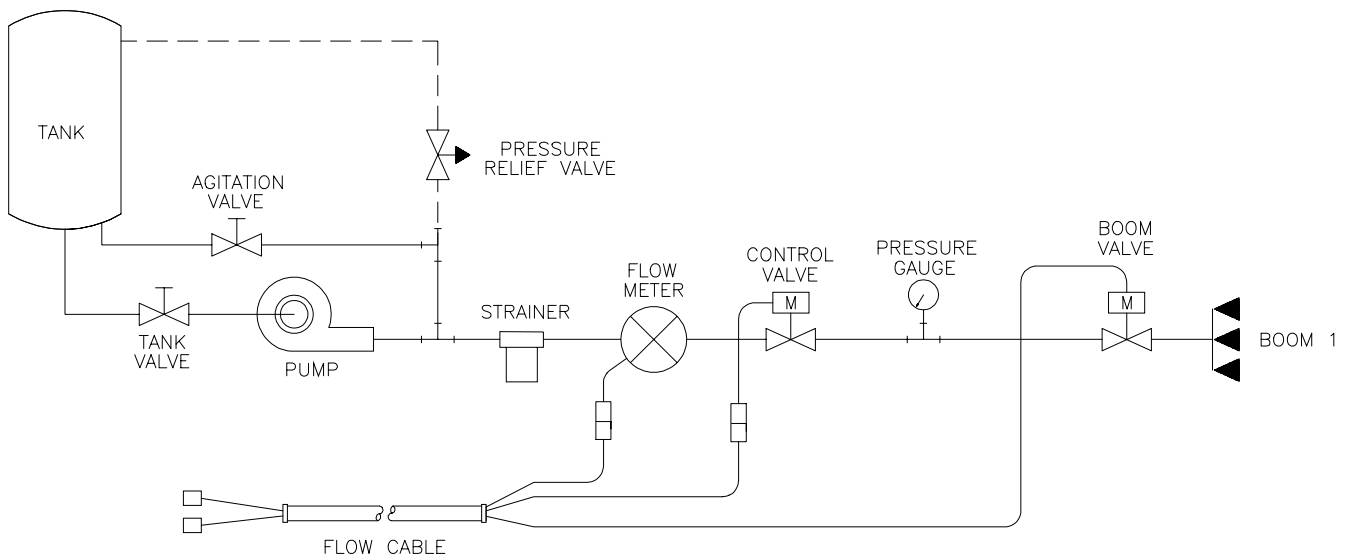 TANK
PRESSURE
RELIEF VALVE
AGITATION
VALVE
TANK
VALVE
PUMP
STRAINER
FLOW
METER
CONTROL
VALVE
M
PRESSURE
GAUGE
BOOM
VALVE
M
BOOM 1
FLOW CABLE